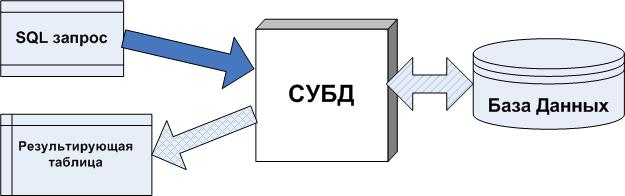 SQL запрос
СУБД
База Данных
Результирующая
таблица